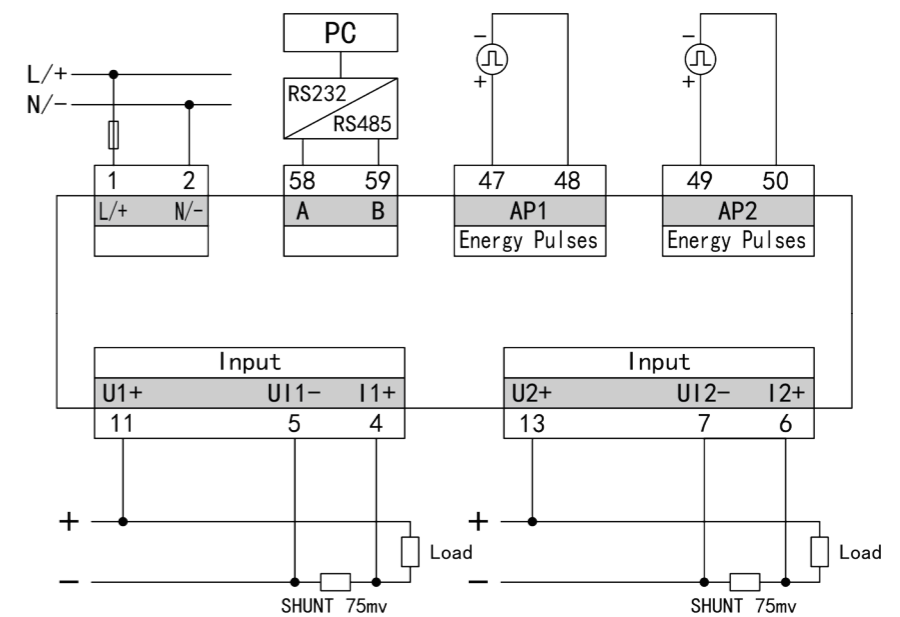 PC
L/+
N/-
RS232
RS485
1 2
58 59
47 48
49 50
L/+ N/-
A B
AP1
AP2
Energy Pulses
Energy Pulses
- +
- +
Input
U1+ UI1- I1+
11 5 4
Input
U2+ UI2- I2+
13 7 6
+
-
Load
SHUNT 75mv
+
-
Load
SHUNT 75mv